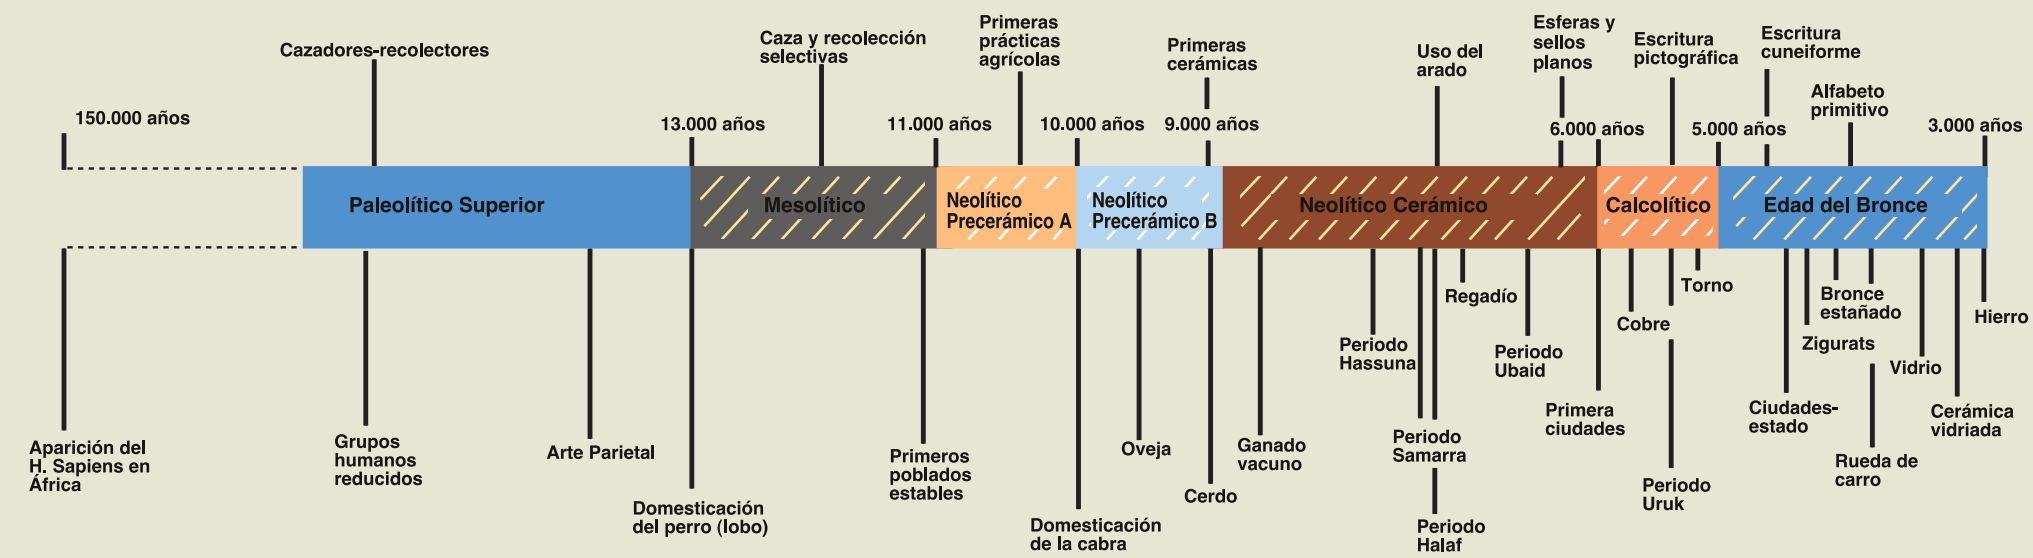 150.000 años
Cazadores-recolectores
13.000 años
Caza y recolección
selectivas
11.000 años
Primeras
prácticas
agrícolas
10.000 años
Primeras
cerámicas
9.000 años
Uso del
arado
Esferas y
sellos
planos
6.000 años
Escritura
pictográfica
5.000 años
Escritura
cuneiforme
Alfabeto
primitivo
3.000 años
Paleolítico Superior
Mesolítico
Neolítico
Precerámico A
Neolítico
Precerámico B
Neolítico Cerámico
Calcolítico
Edad del Bronce
Aparición del
H. Sapiens en
África
Grupos
humanos
reducidos
Arte Parietal
Domesticación
del perro (lobo)
Primeros
poblados
estables
Domesticación
de la cabra
Oveja
Cerdo
Ganado
vacuno
Periodo
Hassuna
Periodo
Samarra
Periodo
Halaf
Regadío
Periodo
Ubaid
Primera
ciudades
Cobre
Periodo
Uruk
Torno
Ciudades-
estado
Zigurats
Bronce
estañado
Rueda de
carro
Vidrio
Cerámica
vidriada
Hierro